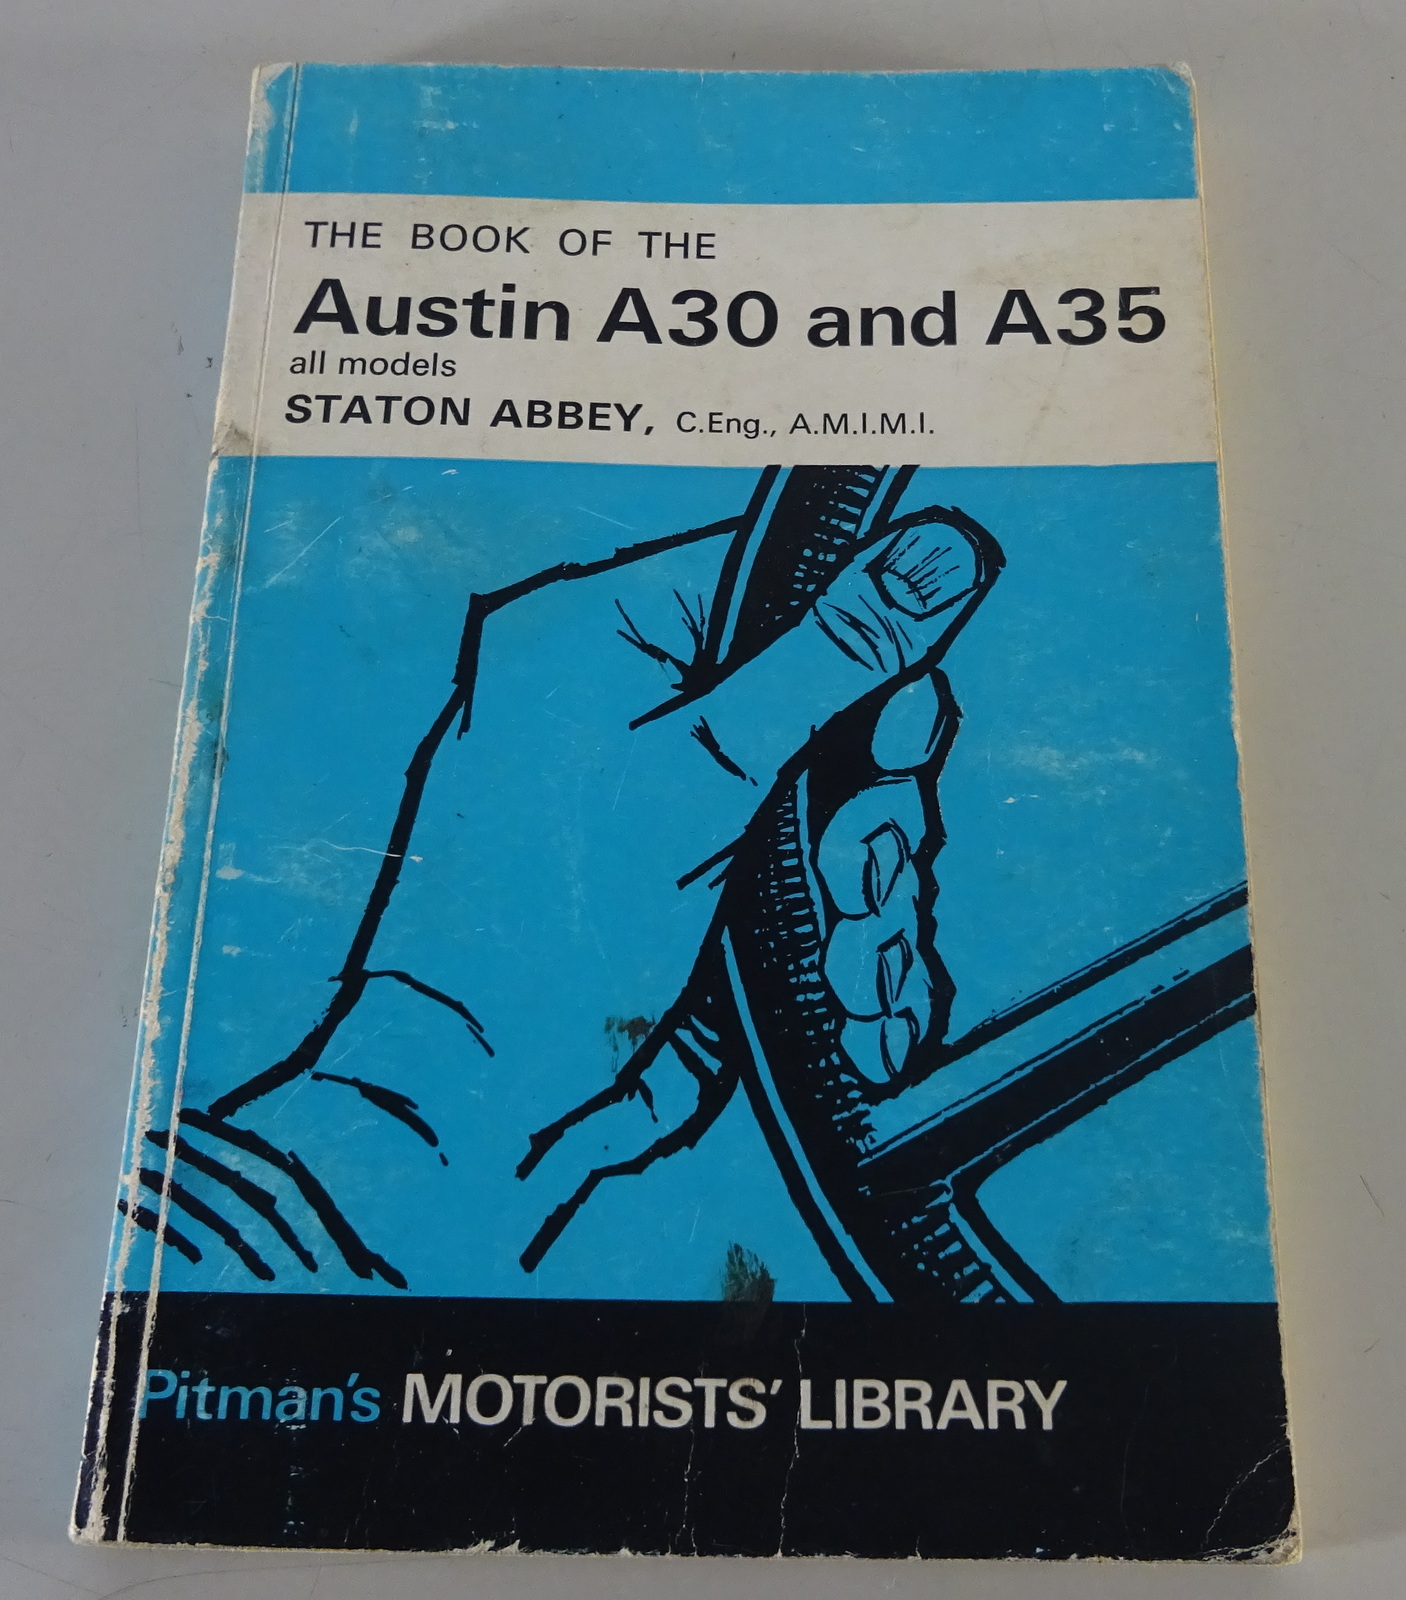 THE BOOK OF THE
Austin A30 and A35
all models
STATON ABBEY, C.Eng., A.M.I.M.I.
Pitman's MOTORISTS' LIBRARY